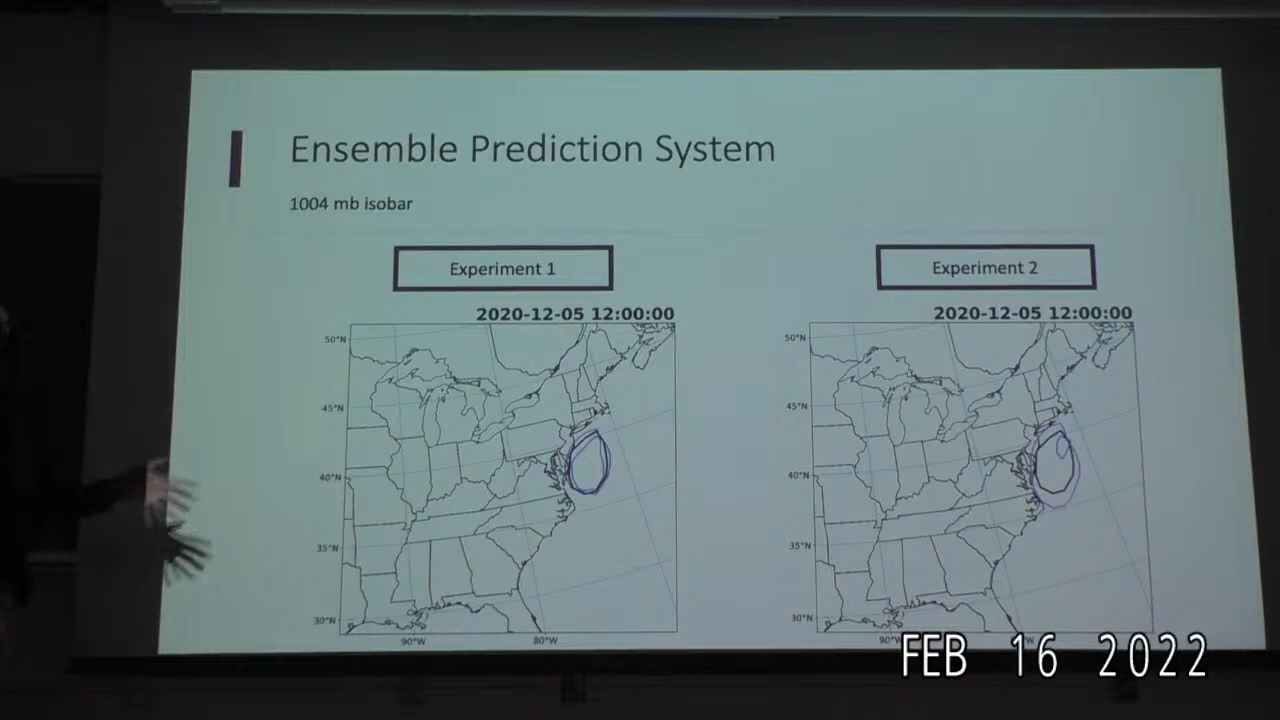 Ensemble Prediction System
1004 mb isobar
Experiment 1
Experiment 2
2020-12-05 12:00:00
2020-12-05 12:00:00
50°N
45°N
40°N
35°N
30°N
90°W
80°W
50°N
45°N
40°N
35°N
30°N
90°W
FEB 16 2022